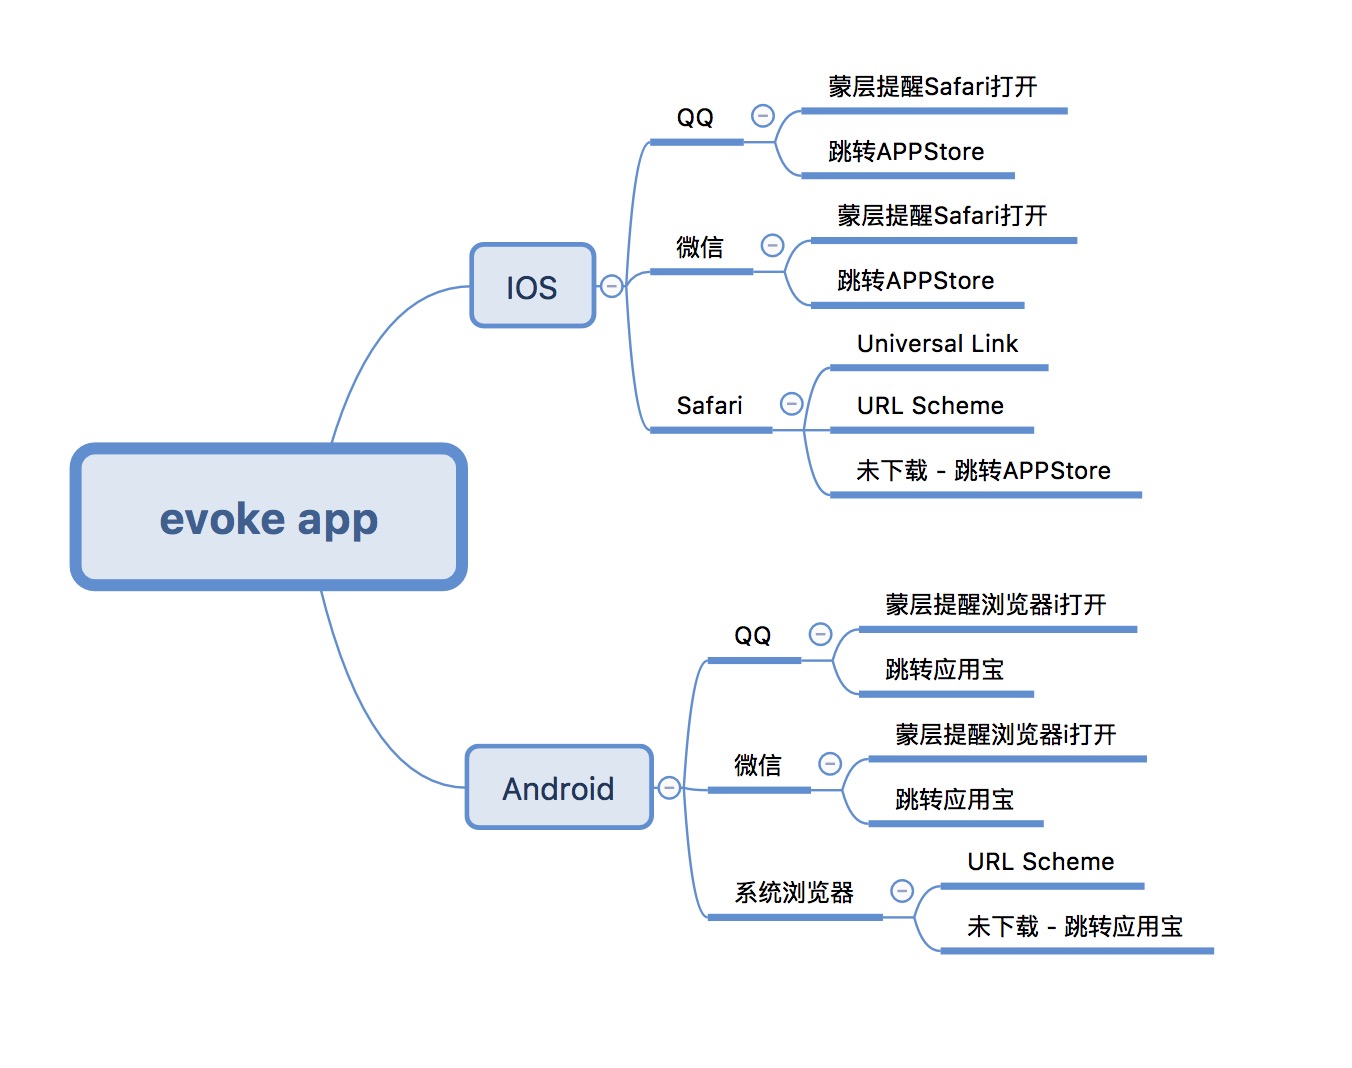 evoke app
IOS
QQ
蒙层提醒Safari打开
跳转APPStore
微信
蒙层提醒Safari打开
跳转APPStore
Safari
Universal Link
URL Scheme
未下载 - 跳转APPStore
Android
QQ
蒙层提醒浏览器i打开
跳转应用宝
微信
蒙层提醒浏览器i打开
跳转应用宝
系统浏览器
URL Scheme
未下载 - 跳转应用宝